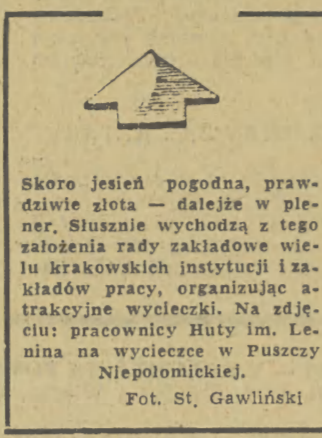 Skoro jesień pogodna, praw-
dziwie złota — dalejże w ple-
ner. Słusznie wychodzą z tego
założenia rady zakładowe wie-
lu krakowskich instytucji i za-
kładów pracy, organizując a-
trakcyjne wycieczki. Na zdję-
ciu: pracownicy Huty im. Le-
nina na wycieczce w Puszczy
Niepołomickiej.
Fot. St. Gawliński